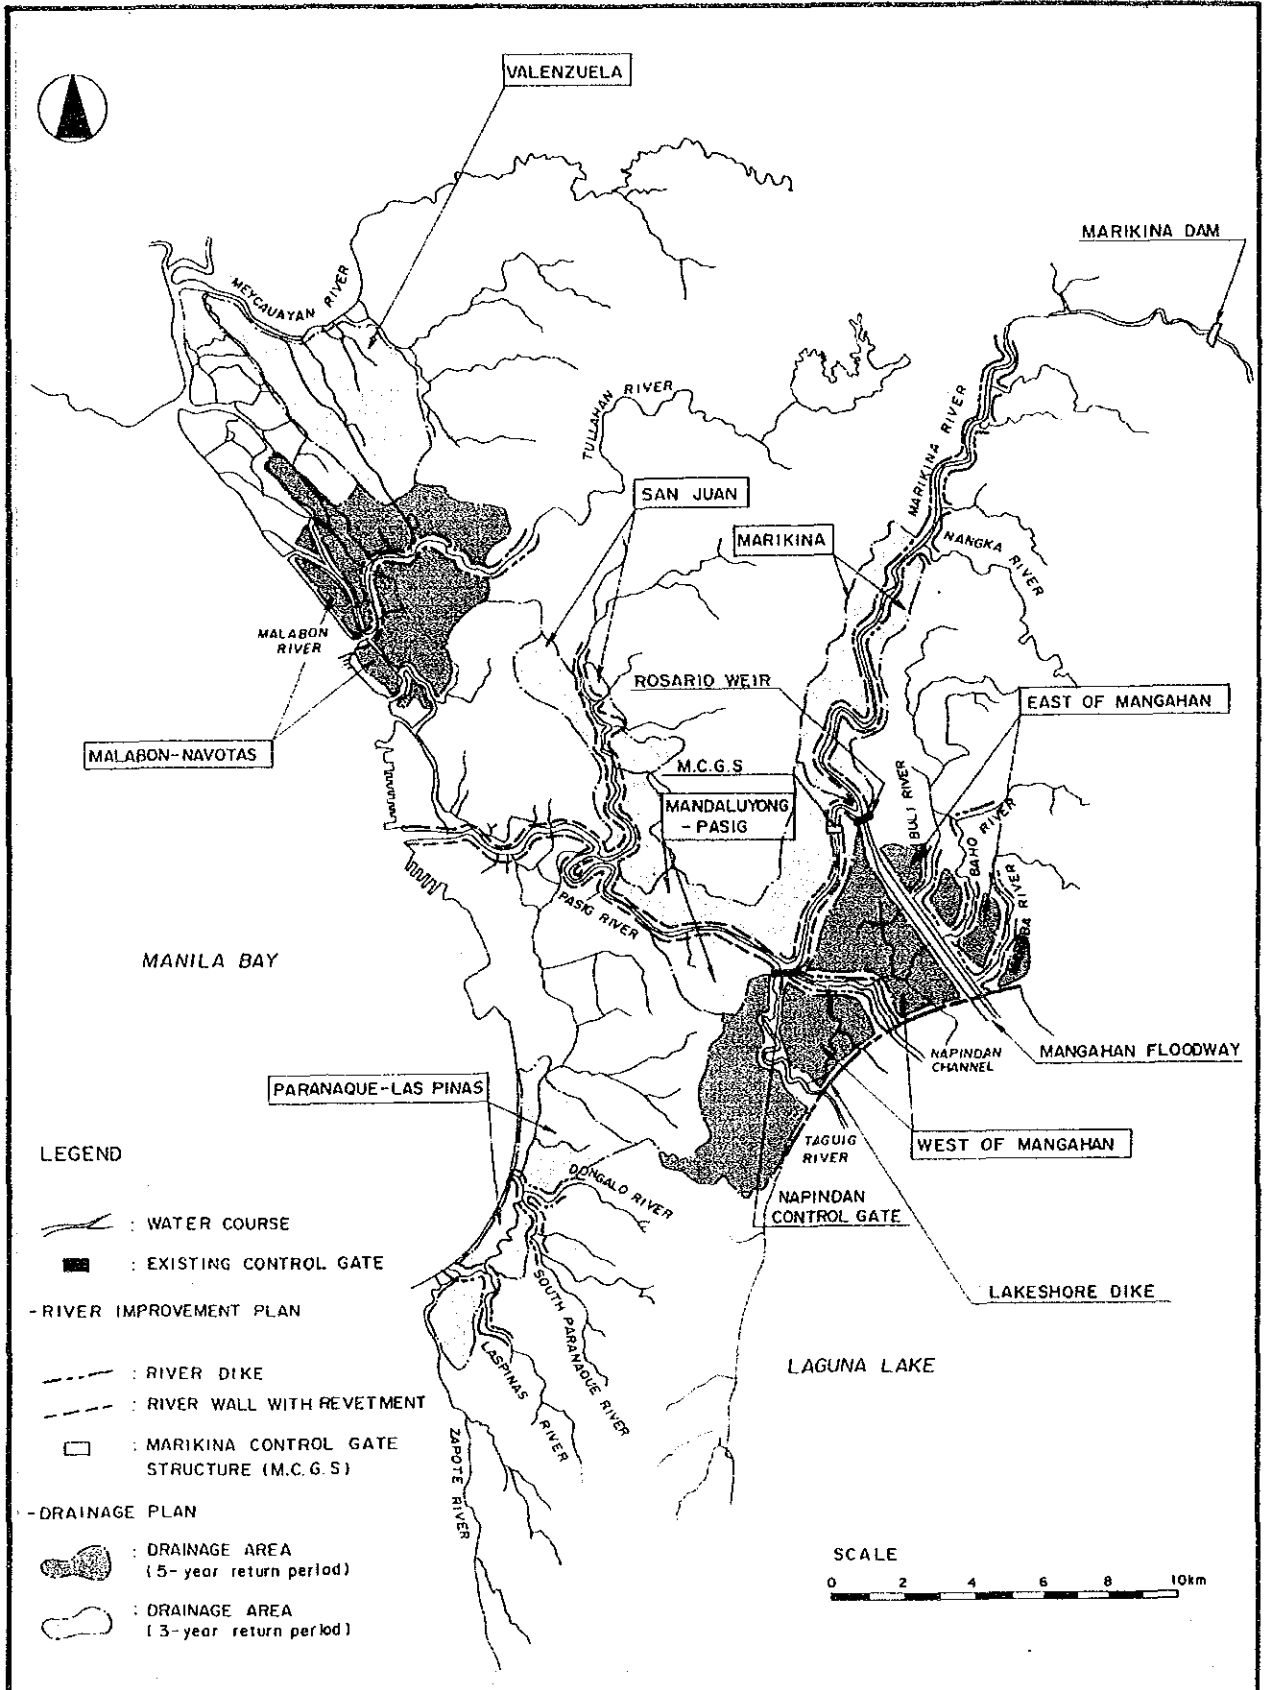 VALENZUELA
MARIKINA DAM
MEYCAUAYAN RIVER
TULLAHAN RIVER
MARIKINA RIVER
SAN JUAN
MARIKINA
NANGKA RIVER
MALABON
RIVER
ROSARIO WEIR
EAST OF MANGAHAN
MALABON-NAVOTAS
M.C.G.S
MANDALUYONG
- PASIG
BULI RIVER
BAHO RIVER
RIVER
PASIG RIVER
MANILA BAY
NAPINDAN
CHANNEL
MANGAHAN FLOODWAY
PARANAQUE-LAS PINAS
TAGUIG
RIVER
WEST OF MANGAHAN
DONGALO RIVER
NAPINDAN
CONTROL GATE
LAKESHORE DIKE
SOUTH PARANAQUE RIVER
LASPINAS RIVER
ZAPOTE RIVER
LAGUNA LAKE
LEGEND
: WATER COURSE
: EXISTING CONTROL GATE
-RIVER IMPROVEMENT PLAN
: RIVER DIKE
: RIVER WALL WITH REVETMENT
: MARIKINA CONTROL GATE
STRUCTURE (M.C.G.S)
-DRAINAGE PLAN
: DRAINAGE AREA
(5-year return period)
: DRAINAGE AREA
(3-year return period)
SCALE
0 2 4 6 8 10km